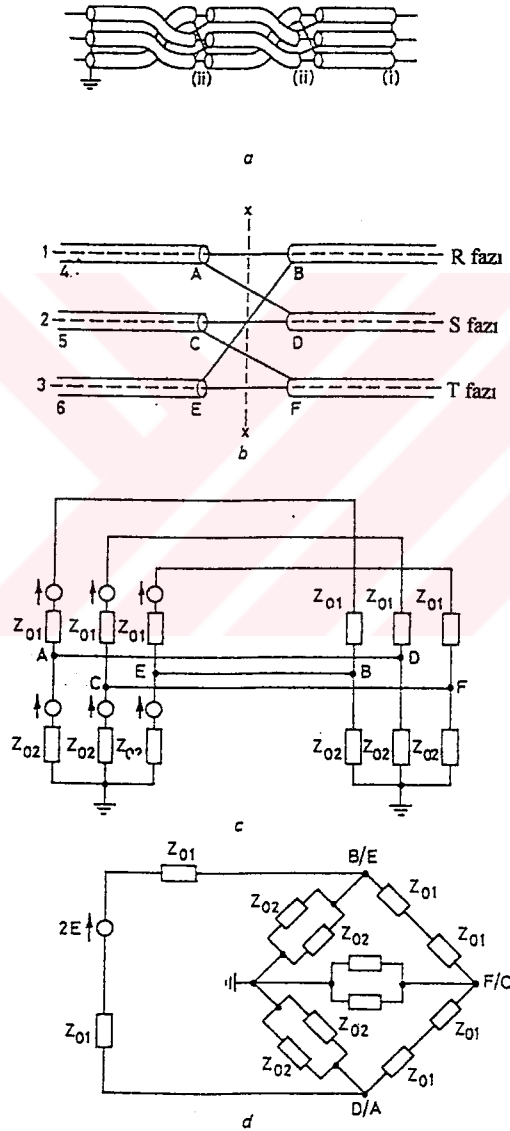 (ii) (ii) (i)
a
x
1 A B R fazı
4.
2 C D S fazı
5
3 E F T fazı
6
x
b
Z01 Z01 Z01
Z01 Z01 Z01
A D
E B
C F
Z02 Z02 Z02
Z02 Z02 Z02
c
Z01 B/E
Z02 Z01
2E Z02 Z01
F/C
Z01 Z02 Z01
Z02 Z01
D/A
d